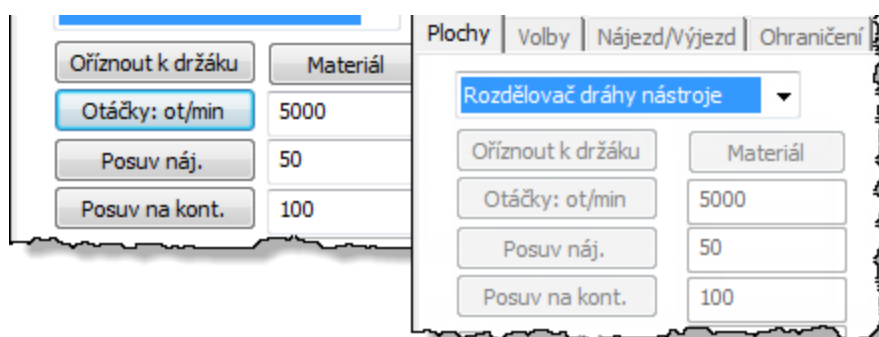 Oříznout k držáku Materiál
Otáčky: ot/min 5000
Posuv náj. 50
Posuv na kont. 100
Plochy Volby Nájezd/Výjezd Ohraničení
Rozdělovač dráhy nástroje
Oříznout k držáku Materiál
Otáčky: ot/min 5000
Posuv náj. 50
Posuv na kont. 100